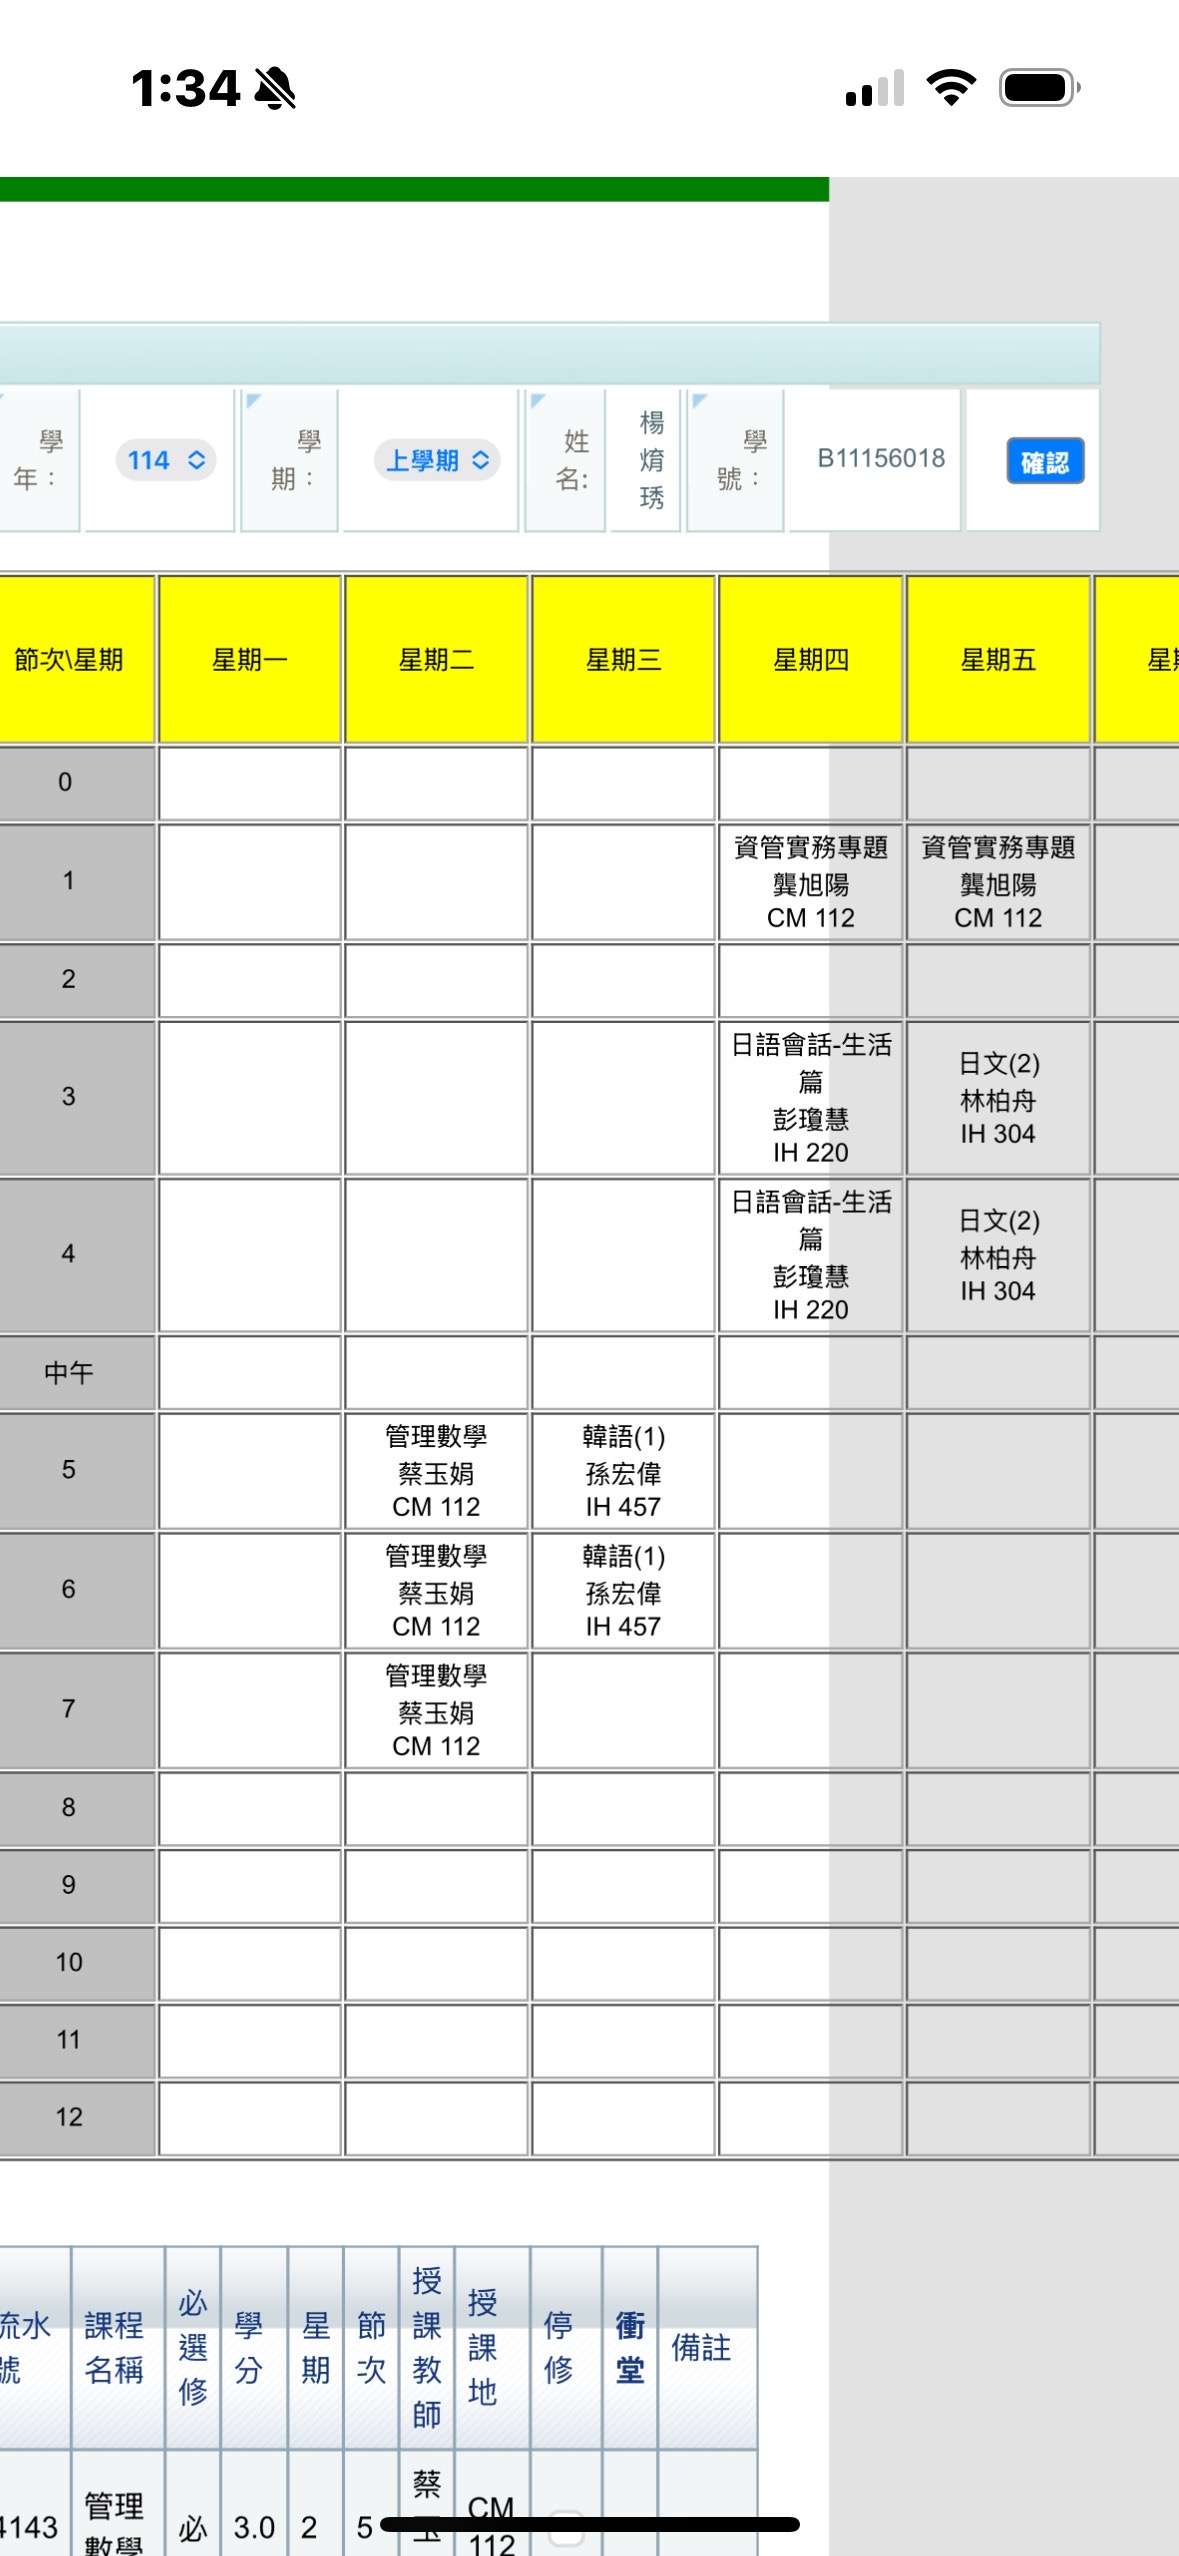 1:34
學
年：
114
學
期：
上學期
姓
名:
楊
焴
琇
學
號：
B11156018
確認
節次\星期
星期一
星期二
星期三
星期四
星期五
0
1
資管實務專題
龔旭陽
CM 112
資管實務專題
龔旭陽
CM 112
2
3
日語會話-生活
篇
彭瓊慧
IH 220
日文(2)
林柏舟
IH 304
4
日語會話-生活
篇
彭瓊慧
IH 220
日文(2)
林柏舟
IH 304
中午
5
管理數學
蔡玉娟
CM 112
韓語(1)
孫宏偉
IH 457
6
管理數學
蔡玉娟
CM 112
韓語(1)
孫宏偉
IH 457
7
管理數學
蔡玉娟
CM 112
8
9
10
11
12
流水
號
課程
名稱
必
選
修
學
分
星
期
節
次
授
課
教
師
授
課
地
停
修
衝
堂
備註
4143
管理
數學
必
3.0
2
5
蔡
玉
CM
112